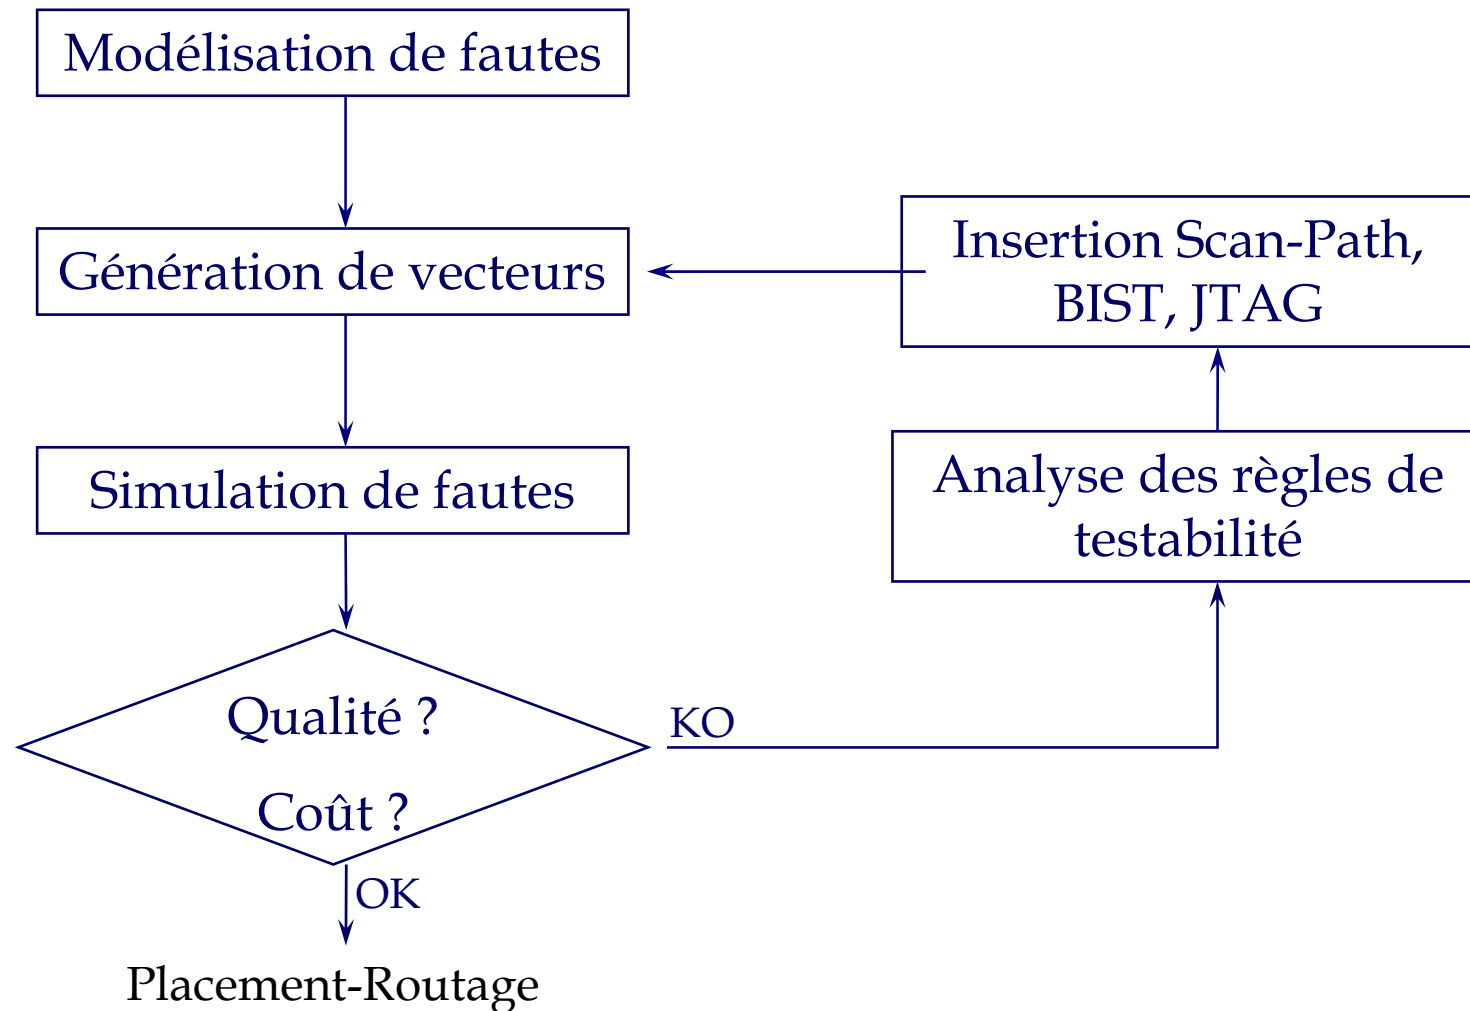 Modélisation de fautes
Génération de vecteurs
Insertion Scan-Path,
BIST, JTAG
Simulation de fautes
Analyse des règles de
testabilité
Qualité ?
Coût ?
KO
OK
Placement-Routage